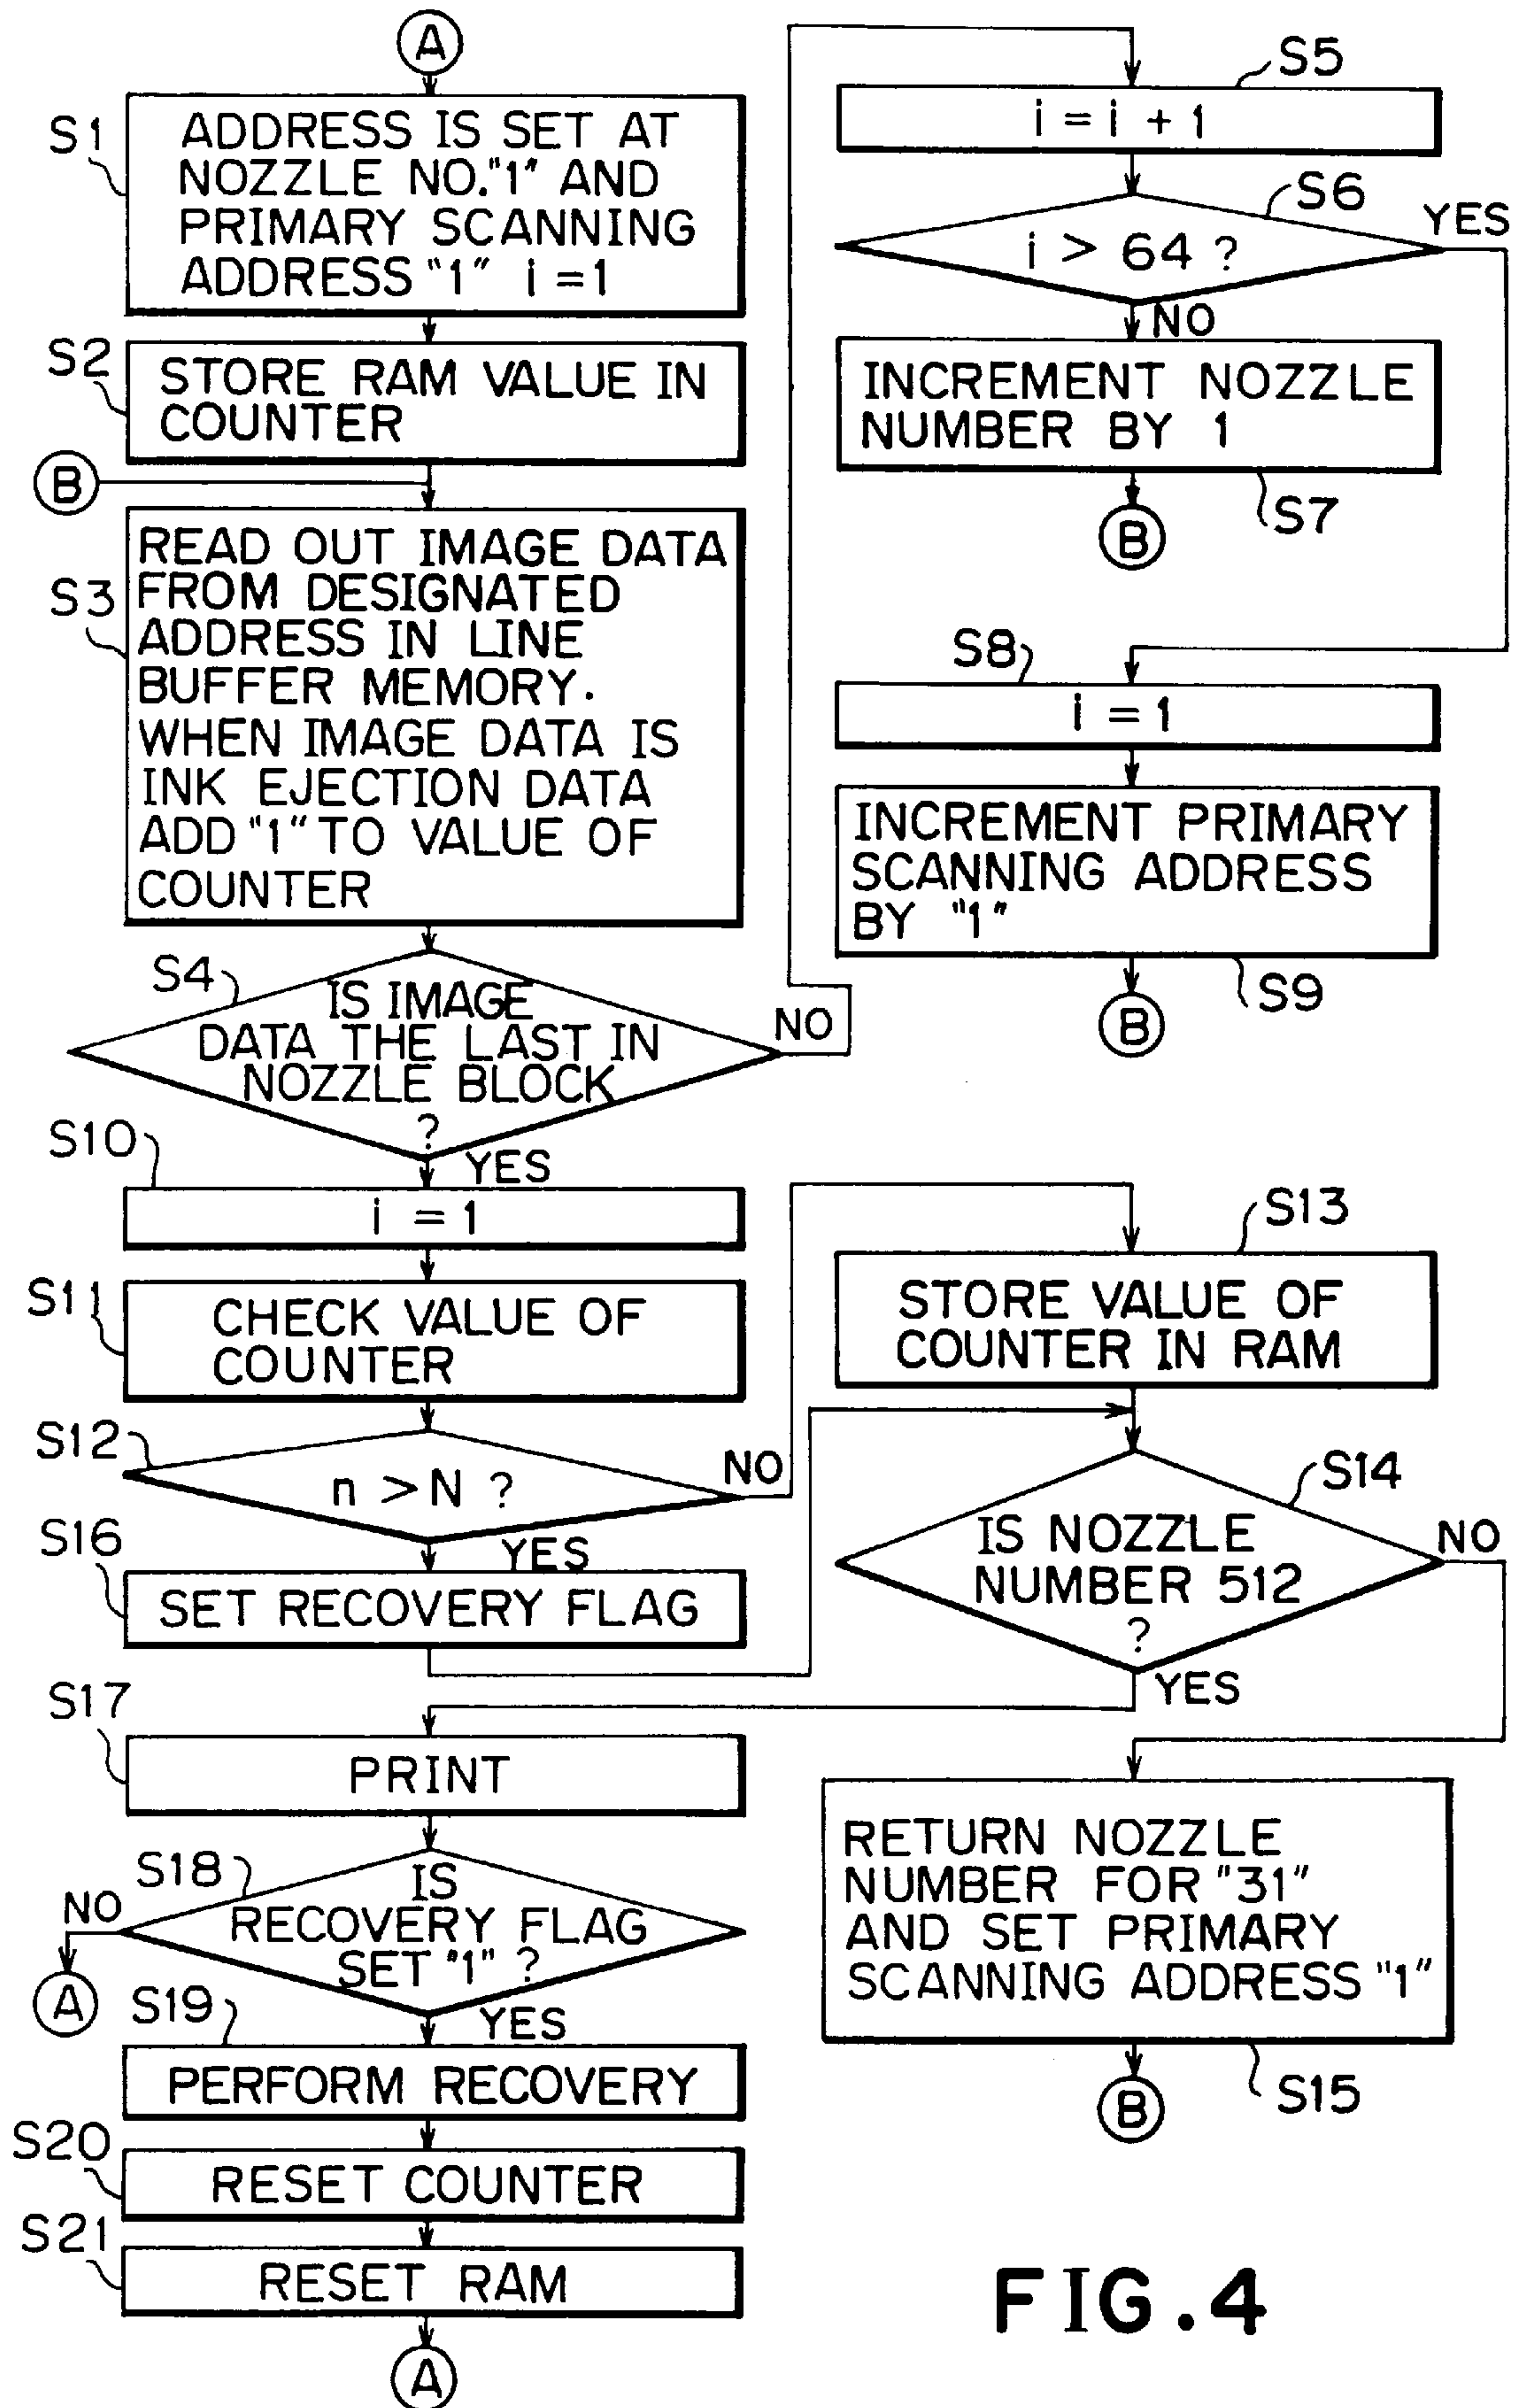 A
S1
ADDRESS IS SET AT
NOZZLE NO."1" AND
PRIMARY SCANNING
ADDRESS "1" i = 1
S2
STORE RAM VALUE IN
COUNTER
B
S3
READ OUT IMAGE DATA
FROM DESIGNATED
ADDRESS IN LINE
BUFFER MEMORY.
WHEN IMAGE DATA IS
INK EJECTION DATA
ADD "1" TO VALUE OF
COUNTER
S4
IS IMAGE
DATA THE LAST IN
NOZZLE BLOCK
?
NO
YES
S5
i = i + 1
S6
i > 64 ?
YES
NO
INCREMENT NOZZLE
NUMBER BY 1
S7
B
S8
i = 1
INCREMENT PRIMARY
SCANNING ADDRESS
BY "1"
S9
B
S10
i = 1
S11
CHECK VALUE OF
COUNTER
S12
n > N ?
NO
YES
S13
STORE VALUE OF
COUNTER IN RAM
S14
IS NOZZLE
NUMBER 512
?
NO
YES
RETURN NOZZLE
NUMBER FOR "31"
AND SET PRIMARY
SCANNING ADDRESS "1"
S15
B
S16
SET RECOVERY FLAG
S17
PRINT
S18
IS
RECOVERY FLAG
SET "1" ?
NO
A
YES
S19
PERFORM RECOVERY
S20
RESET COUNTER
S21
RESET RAM
A
FIG.4